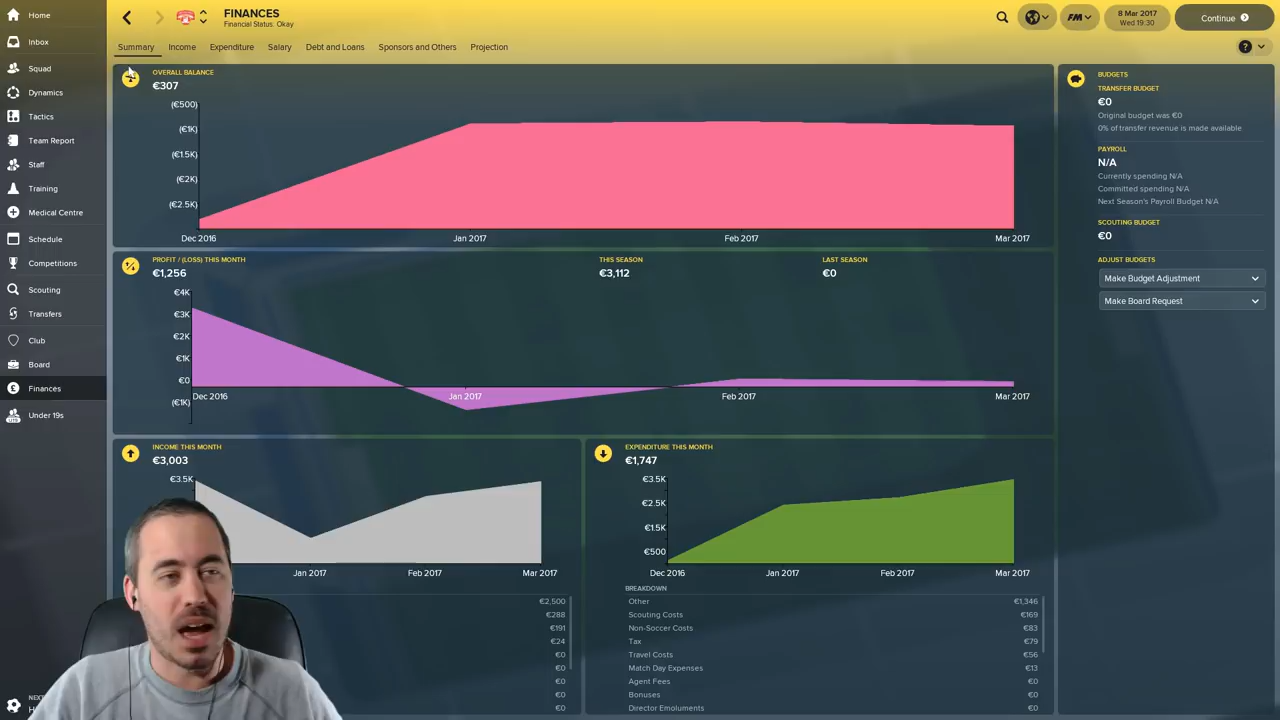 Home
Inbox
Squad
Dynamics
Tactics
Team Report
Staff
Training
Medical Centre
Schedule
Competitions
Scouting
Transfers
Club
Board
Finances
Under 19s
NEX
FINANCES
Financial Status: Okay
FM
8 Mar 2017
Wed 19:30
Continue
Summary
Income
Expenditure
Salary
Debt and Loans
Sponsors and Others
Projection
OVERALL BALANCE
€307
(€500)
(€1K)
(€1.5K)
(€2K)
(€2.5K)
Dec 2016
Jan 2017
Feb 2017
Mar 2017
PROFIT / (LOSS) THIS MONTH
€1,256
THIS SEASON
€3,112
LAST SEASON
€0
€4K
€3K
€2K
€1K
€0
(€1K)
Dec 2016
Jan 2017
Feb 2017
Mar 2017
INCOME THIS MONTH
€3,003
€3.5K
Jan 2017
Feb 2017
Mar 2017
€2,500
€288
€191
€24
€0
€0
€0
€0
€0
EXPENDITURE THIS MONTH
€1,747
€3.5K
€2.5K
€1.5K
€500
Dec 2016
Jan 2017
Feb 2017
Mar 2017
BREAKDOWN
Other €1,346
Scouting Costs €169
Non-Soccer Costs €83
Tax €79
Travel Costs €56
Match Day Expenses €13
Agent Fees €0
Bonuses €0
Director Emoluments €0
BUDGETS
TRANSFER BUDGET
€0
Original budget was €0
0% of transfer revenue is made available
PAYROLL
N/A
Currently spending N/A
Committed spending N/A
Next Season's Payroll Budget N/A
SCOUTING BUDGET
€0
ADJUST BUDGETS
Make Budget Adjustment
Make Board Request